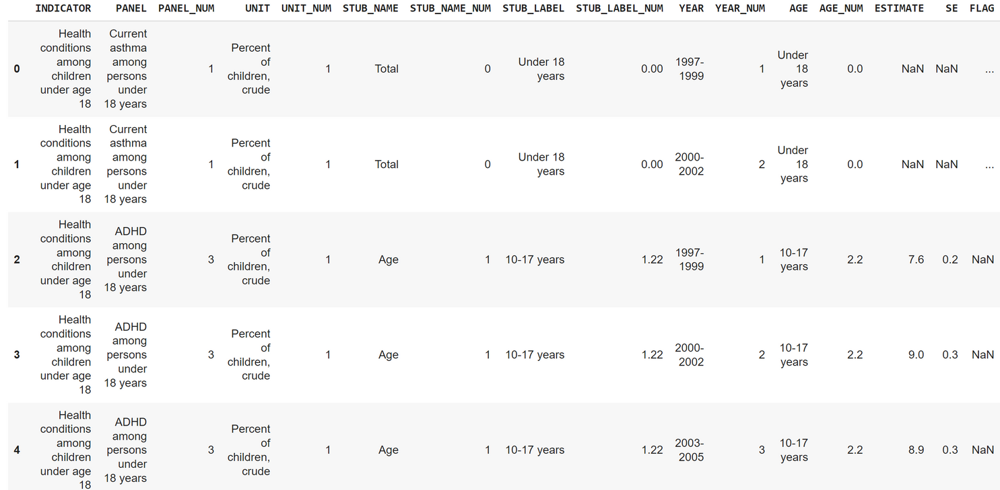 INDICATOR PANEL PANEL_NUM UNIT UNIT_NUM STUB_NAME STUB_NAME_NUM STUB_LABEL STUB_LABEL_NUM YEAR YEAR_NUM AGE AGE_NUM ESTIMATE SE FLAG
0
Health
conditions
among
children
under age
18
Current
asthma
among
persons
under
18 years
1
Percent
of
children,
crude
1
Total
0
Under 18
years
0.00
1997-
1999
1
Under
18
years
0.0
NaN
NaN
...
1
Health
conditions
among
children
under age
18
Current
asthma
among
persons
under
18 years
1
Percent
of
children,
crude
1
Total
0
Under 18
years
0.00
2000-
2002
2
Under
18
years
0.0
NaN
NaN
...
2
Health
conditions
among
children
under age
18
ADHD
among
persons
under
18 years
3
Percent
of
children,
crude
1
Age
1
10-17 years
1.22
1997-
1999
1
10-17
years
2.2
7.6
0.2
NaN
3
Health
conditions
among
children
under age
18
ADHD
among
persons
under
18 years
3
Percent
of
children,
crude
1
Age
1
10-17 years
1.22
2000-
2002
2
10-17
years
2.2
9.0
0.3
NaN
4
Health
conditions
among
children
under age
18
ADHD
among
persons
under
18 years
3
Percent
of
children,
crude
1
Age
1
10-17 years
1.22
2003-
2005
3
10-17
years
2.2
8.9
0.3
NaN